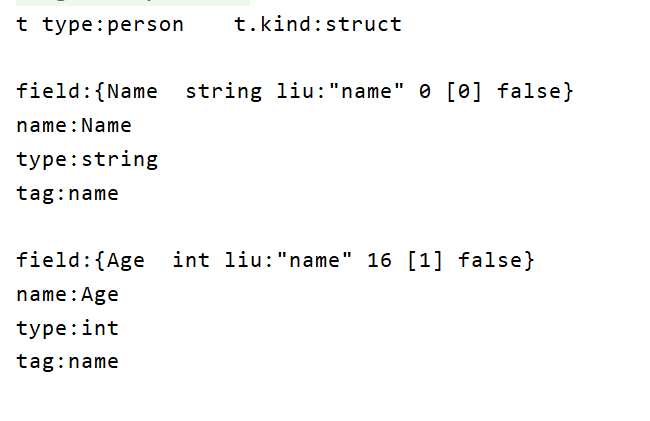 t type:person    t.kind:struct
field:{Name  string liu:"name" 0 [0] false}
name:Name
type:string
tag:name
field:{Age  int liu:"name" 16 [1] false}
name:Age
type:int
tag:name